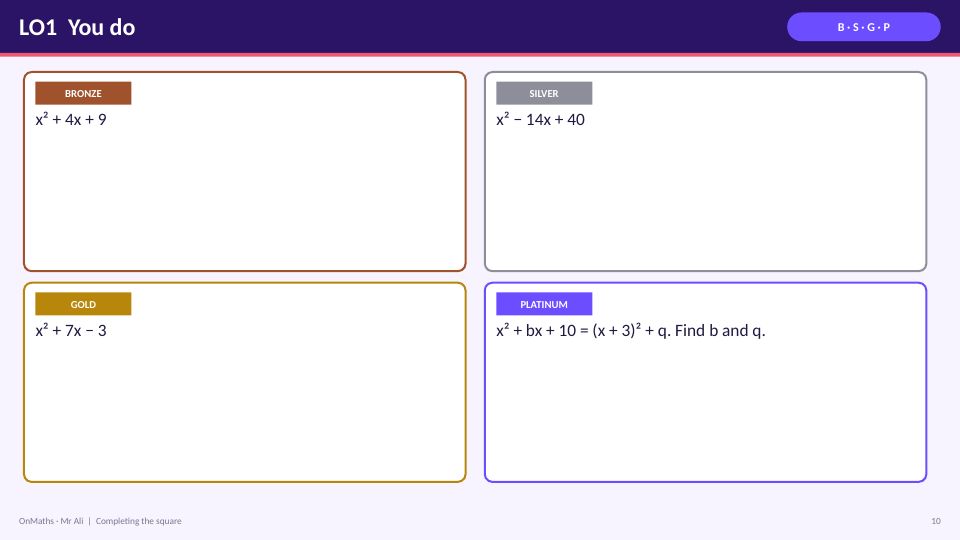 LO1  You do
B · S · G · P
BRONZE
x² + 4x + 9
SILVER
x² − 14x + 40
GOLD
x² + 7x − 3
PLATINUM
x² + bx + 10 = (x + 3)² + q. Find b and q.
OnMaths · Mr Ali  |  Completing the square
10